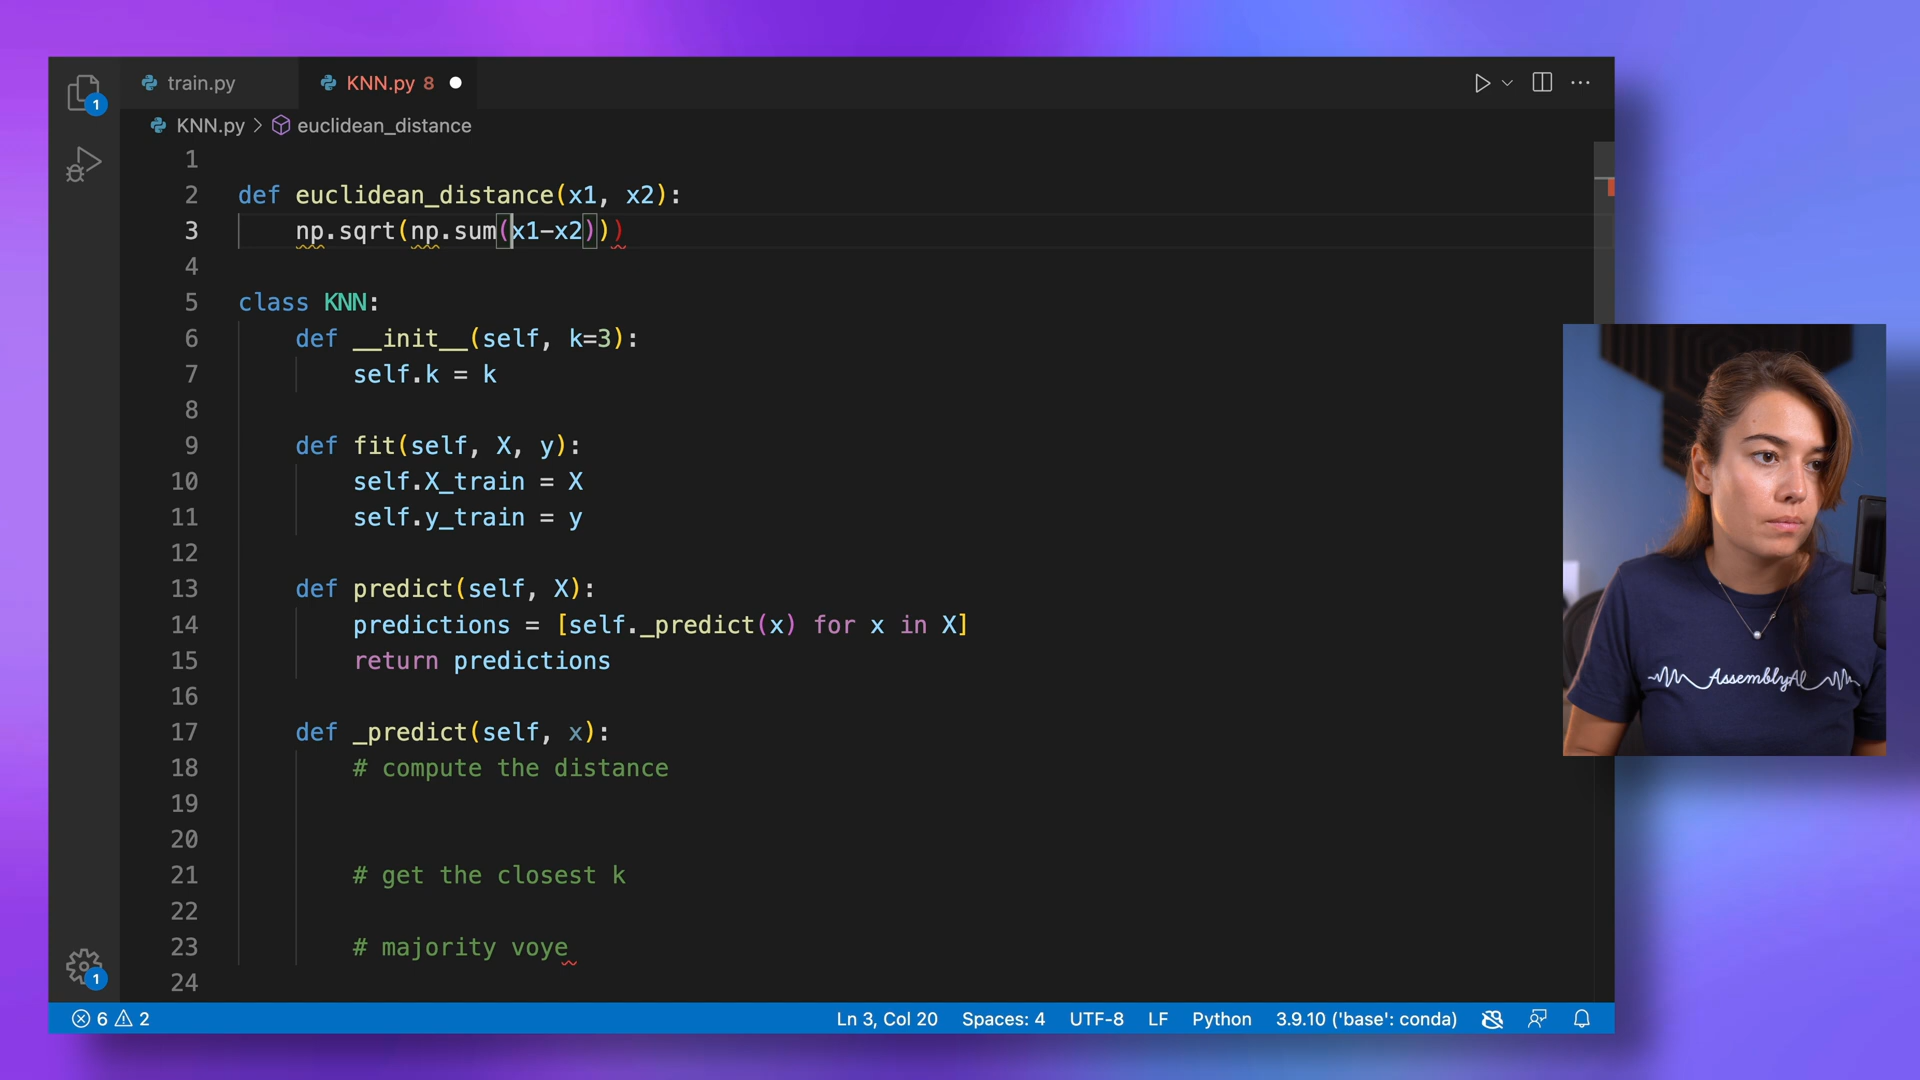 train.py
KNN.py 8
KNN.py > euclidean_distance
1
2 def euclidean_distance(x1, x2):
3 np.sqrt(np.sum(x1-x2)))
4
5 class KNN:
6 def __init__(self, k=3):
7 self.k = k
8
9 def fit(self, X, y):
10 self.X_train = X
11 self.y_train = y
12
13 def predict(self, X):
14 predictions = [self._predict(x) for x in X]
15 return predictions
16
17 def _predict(self, x):
18 # compute the distance
19
20
21 # get the closest k
22
23 # majority voye
24
1
1
6 2
Ln 3, Col 20 Spaces: 4 UTF-8 LF Python 3.9.10 ('base': conda)
AssemblyAI